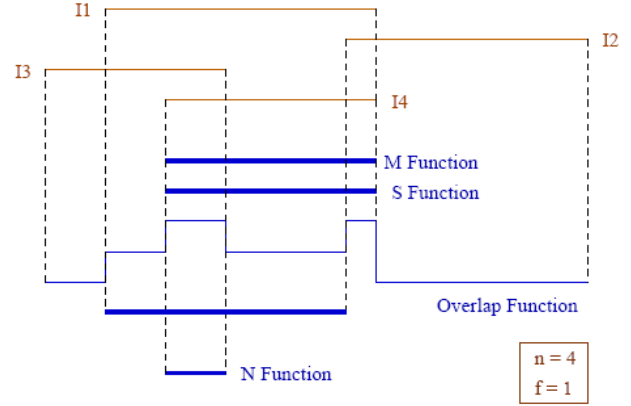 I1
I2
I3
I4
M Function
S Function
Overlap Function
n = 4
N Function
f = 1